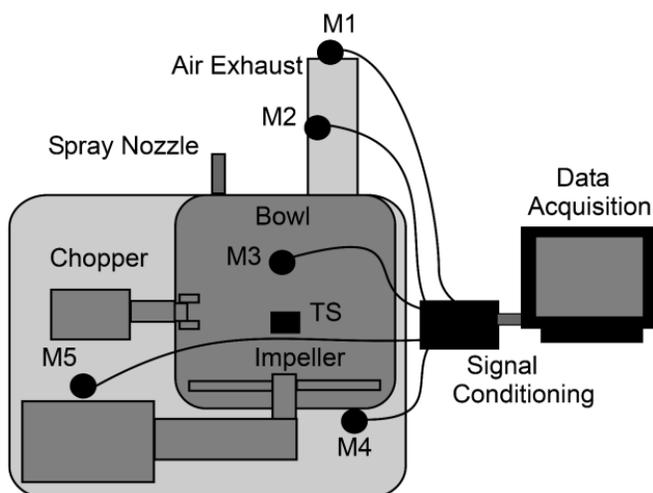 M1
Air Exhaust
M2
Spray Nozzle
Data
Acquisition
Bowl
Chopper
M3
TS
M5
Impeller
Signal
Conditioning
M4